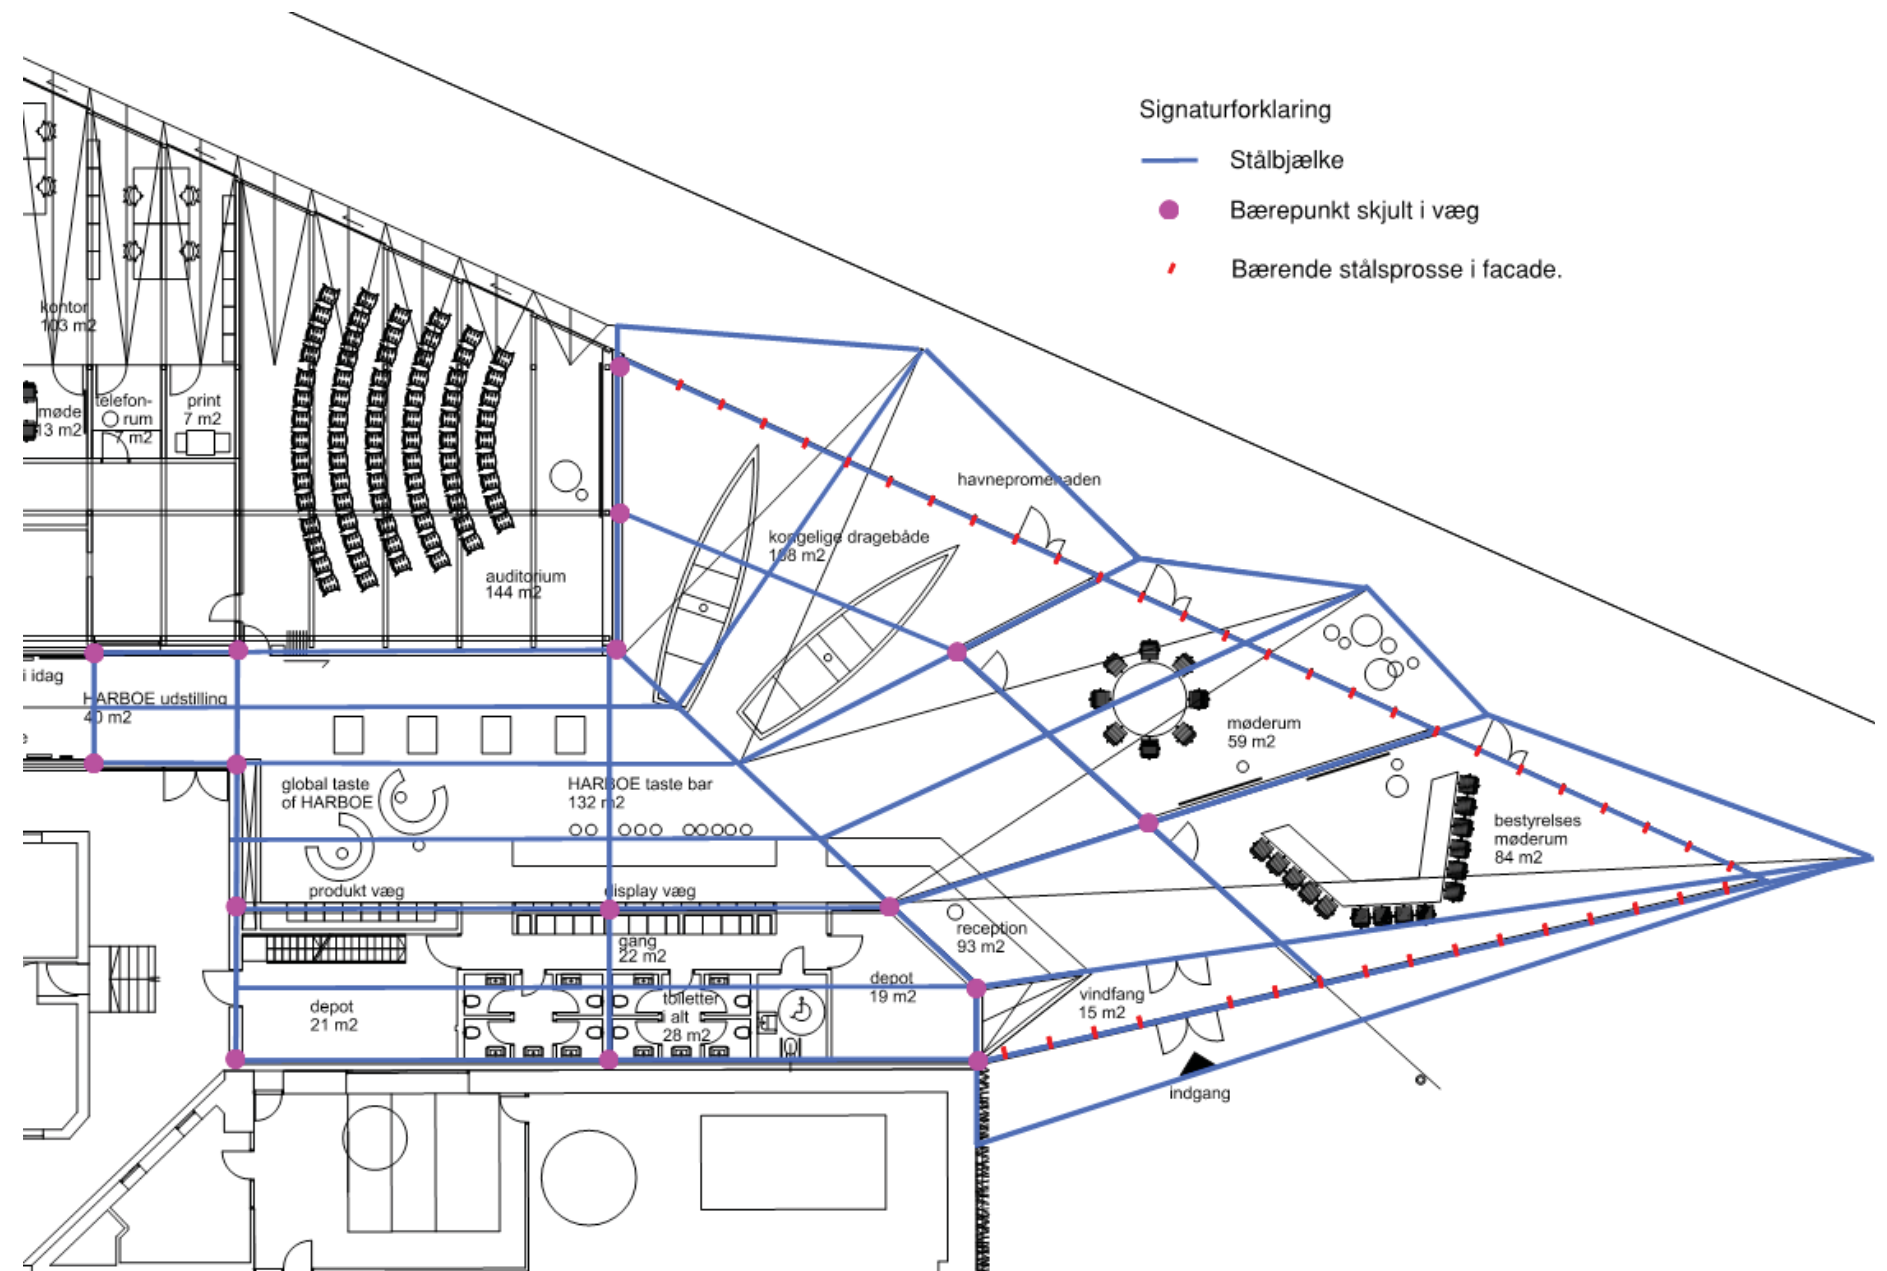 Signaturforklaring
Stålbjælke
Bærepunkt skjult i væg
Bærende stålsprosse i facade.
kontor
103 m2
møde
13 m2
telefon-
rum
7 m2
print
7 m2
auditorium
144 m2
havnepromenaden
kongelige dragebåde
188 m2
i idag
HARBOE udstilling
40 m2
e
global taste
of HARBOE
HARBOE taste bar
132 m2
møderum
59 m2
bestyrelses
møderum
84 m2
produkt væg
display væg
gang
22 m2
reception
93 m2
depot
19 m2
depot
21 m2
toiletter
i alt
28 m2
vindfang
15 m2
indgang